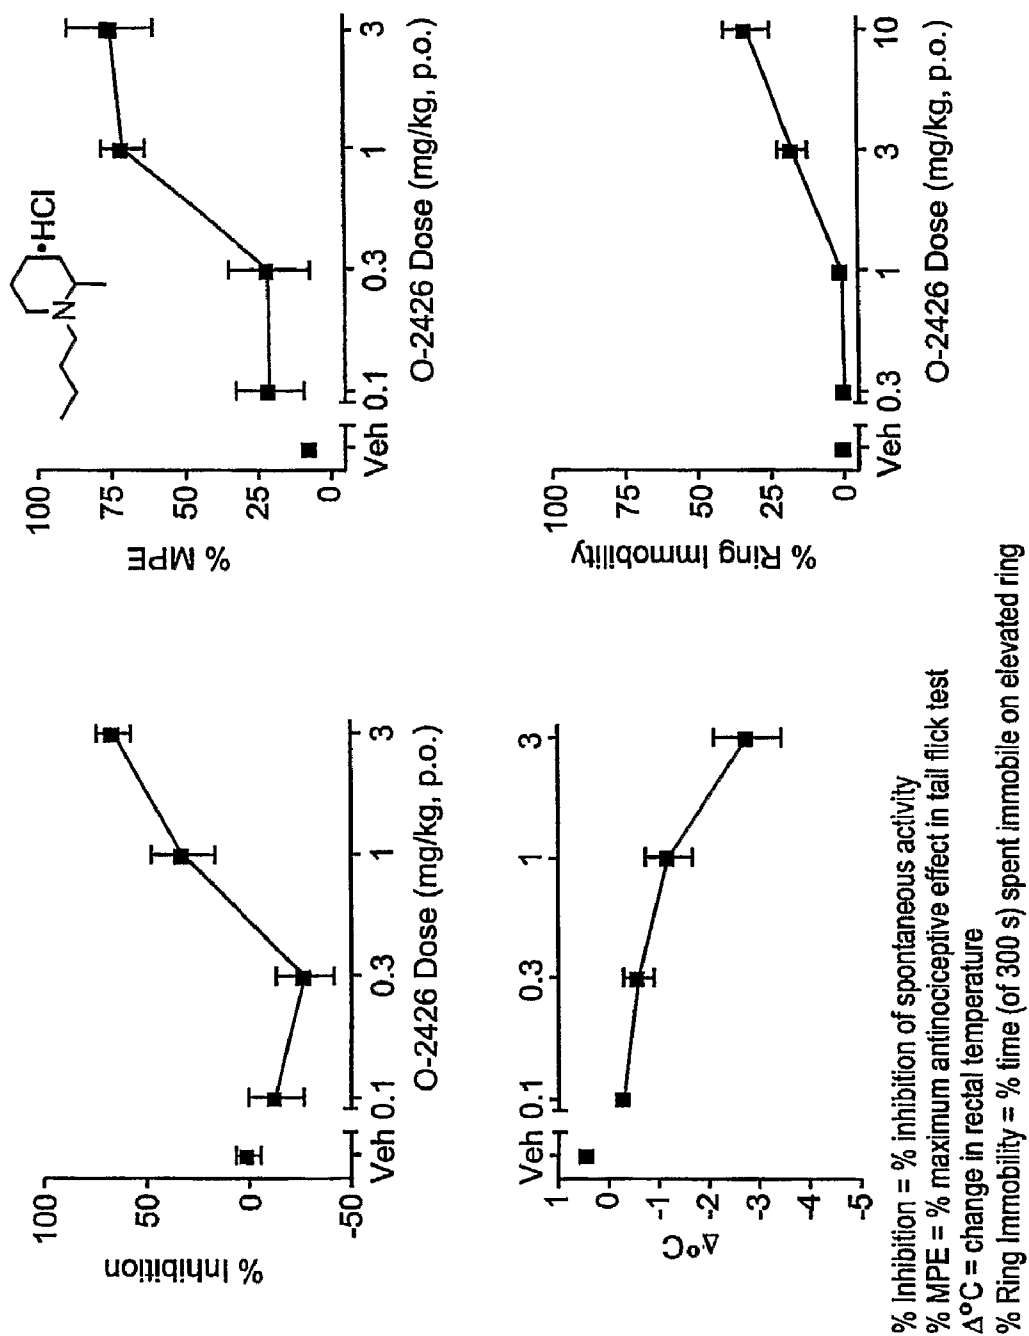 100
50
0
-50
% Inhibition
Veh 0.1 0.3 1 3
O-2426 Dose (mg/kg, p.o.)
N
•HCl
100
75
50
25
0
% MPE
Veh 0.1 0.3 1 3
O-2426 Dose (mg/kg, p.o.)
Veh 0.1 0.3 1 3
1
0
-1
-2
-3
-4
-5
Δ°C
100
75
50
25
0
% Ring Immobility
Veh 0.3 1 3 10
O-2426 Dose (mg/kg, p.o.)
% Inhibition = % inhibition of spontaneous activity
% MPE = % maximum antinociceptive effect in tail flick test
Δ°C = change in rectal temperature
% Ring Immobility = % time (of 300 s) spent immobile on elevated ring